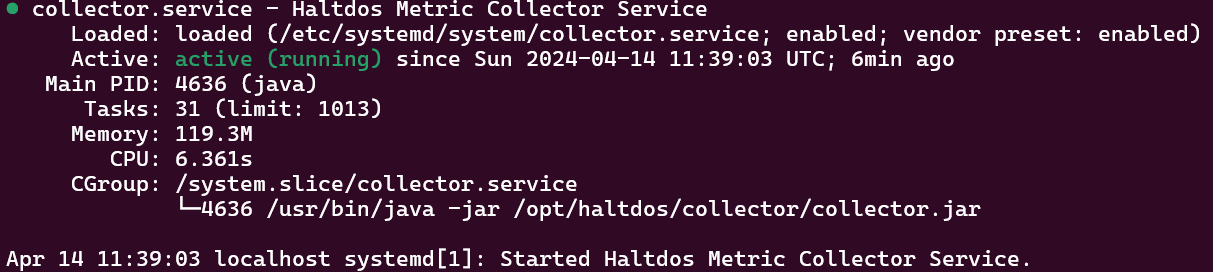 ● collector.service - Haltdos Metric Collector Service
     Loaded: loaded (/etc/systemd/system/collector.service; enabled; vendor preset: enabled)
     Active: active (running) since Sun 2024-04-14 11:39:03 UTC; 6min ago
   Main PID: 4636 (java)
      Tasks: 31 (limit: 1013)
     Memory: 119.3M
        CPU: 6.361s
     CGroup: /system.slice/collector.service
             └─4636 /usr/bin/java -jar /opt/haltdos/collector/collector.jar

Apr 14 11:39:03 localhost systemd[1]: Started Haltdos Metric Collector Service.